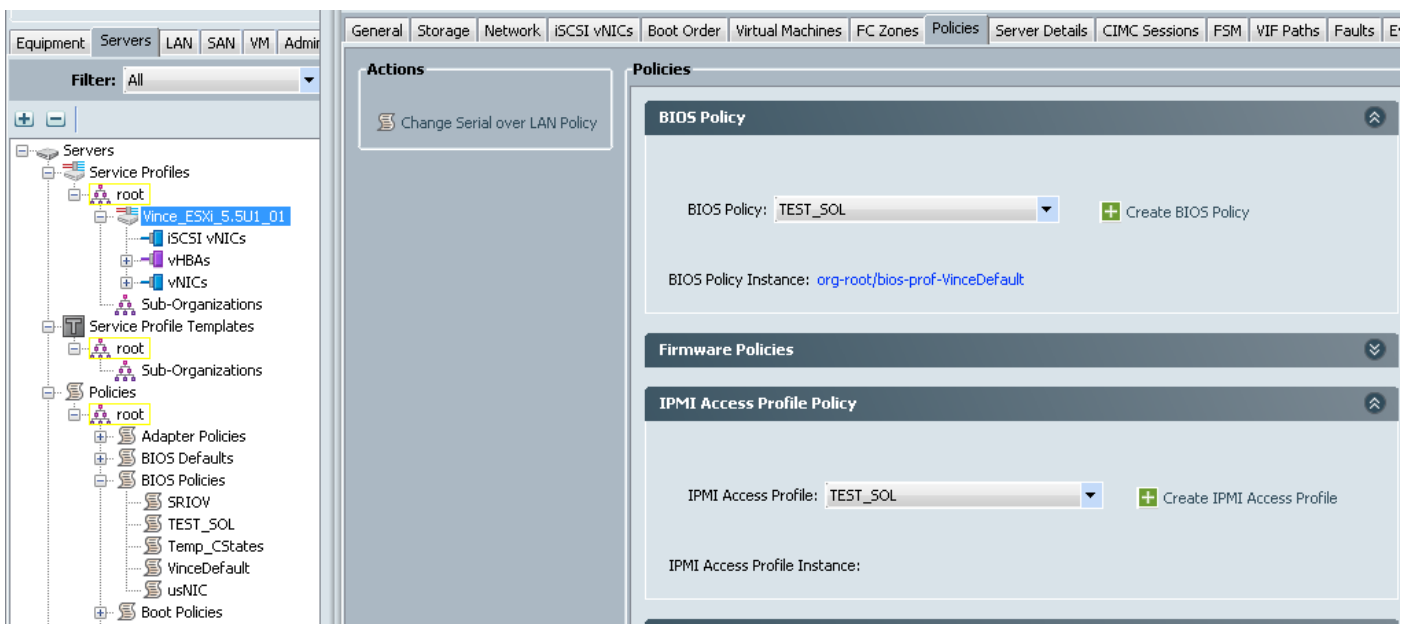 Equipment Servers LAN SAN VM Admin
Filter: All
Servers
Service Profiles
root
Vince_ESXi_5.5U1_01
iSCSI vNICs
vHBAs
vNICs
Sub-Organizations
Service Profile Templates
root
Sub-Organizations
Policies
root
Adapter Policies
BIOS Defaults
BIOS Policies
SRIOV
TEST_SOL
Temp_CStates
VinceDefault
usNIC
Boot Policies
General Storage Network iSCSI vNICs Boot Order Virtual Machines FC Zones Policies Server Details CIMC Sessions FSM VIF Paths Faults
Actions
Change Serial over LAN Policy
Policies
BIOS Policy
BIOS Policy: TEST_SOL Create BIOS Policy
BIOS Policy Instance: org-root/bios-prof-VinceDefault
Firmware Policies
IPMI Access Profile Policy
IPMI Access Profile: TEST_SOL Create IPMI Access Profile
IPMI Access Profile Instance: